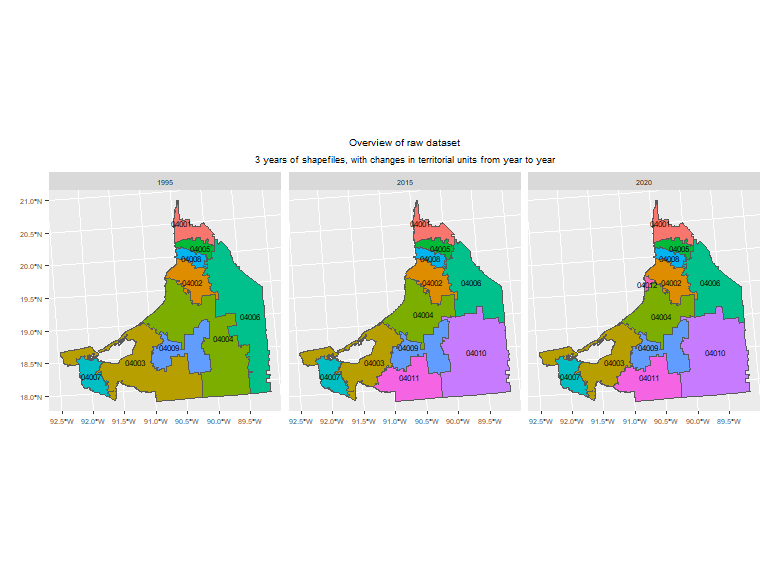 Overview of raw dataset
3 years of shapefiles, with changes in territorial units from year to year
1995 2015 2020
21.0°N
20.5°N
20.0°N
19.5°N
19.0°N
18.5°N
18.0°N
04001
04005
04008
04002
04006
04004
04009
04003
04007
04001
04005
04008
04002
04006
04004
04009
04010
04003
04007
04011
04001
04005
04008
04012
04002
04006
04004
04009
04010
04003
04007
04011
92.5°W 92.0°W 91.5°W 91.0°W 90.5°W 90.0°W 89.5°W 92.5°W 92.0°W 91.5°W 91.0°W 90.5°W 90.0°W 89.5°W 92.5°W 92.0°W 91.5°W 91.0°W 90.5°W 90.0°W 89.5°W